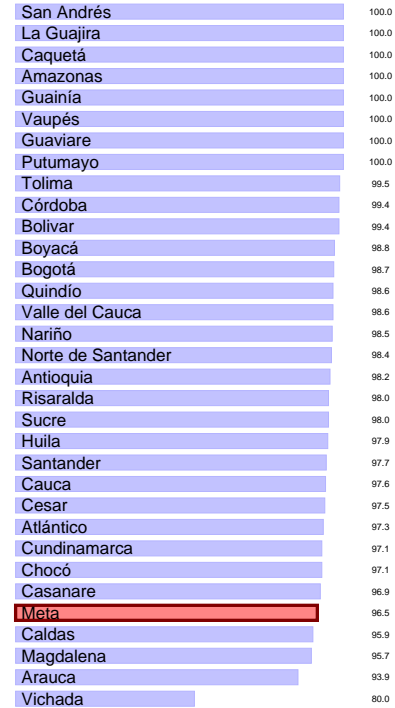 San Andrés 100.0
La Guajira 100.0
Caquetá 100.0
Amazonas 100.0
Guainía 100.0
Vaupés 100.0
Guaviare 100.0
Putumayo 100.0
Tolima 99.5
Córdoba 99.4
Bolivar 99.4
Boyacá 98.8
Bogotá 98.7
Quindío 98.6
Valle del Cauca 98.6
Nariño 98.5
Norte de Santander 98.4
Antioquia 98.2
Risaralda 98.0
Sucre 98.0
Huila 97.9
Santander 97.7
Cauca 97.6
Cesar 97.5
Atlántico 97.3
Cundinamarca 97.1
Chocó 97.1
Casanare 96.9
Meta 96.5
Caldas 95.9
Magdalena 95.7
Arauca 93.9
Vichada 80.0